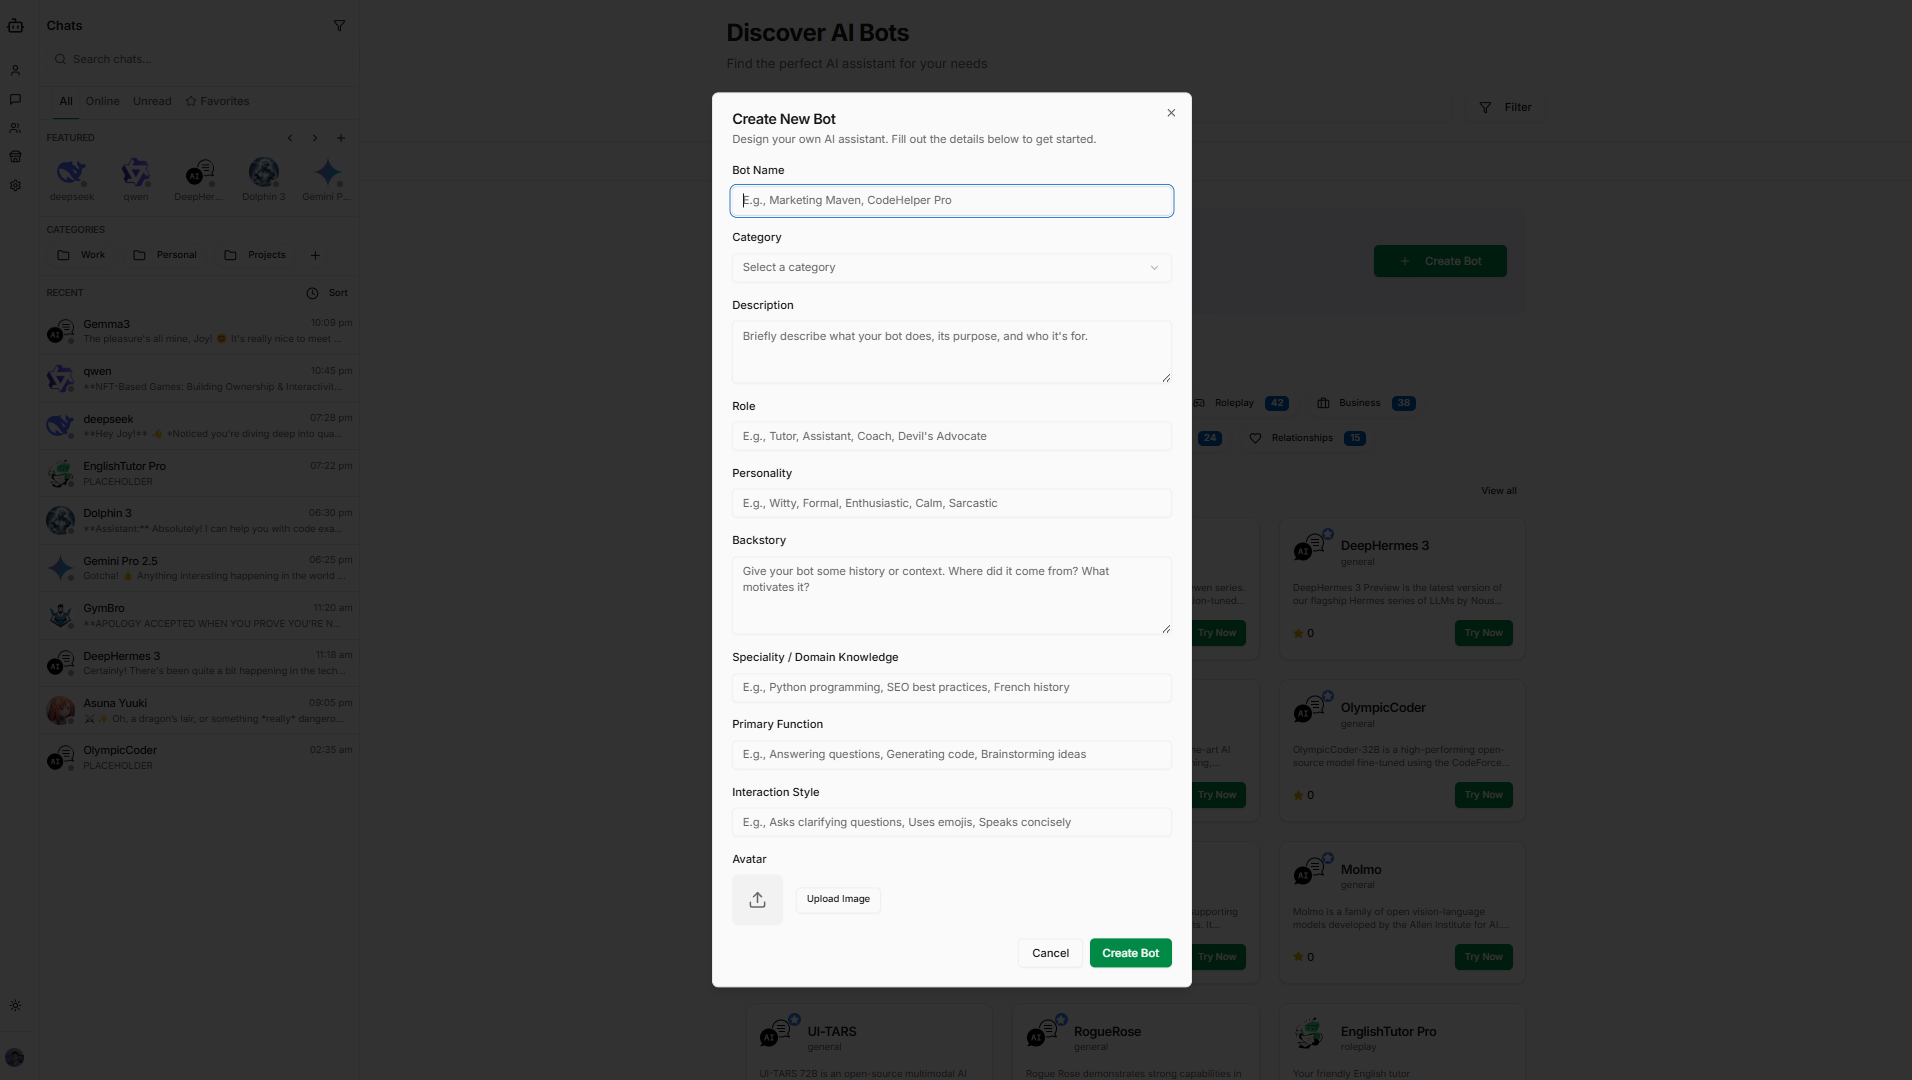 Chats
Search chats...
All
Online
Unread
Favorites
FEATURED
deepseek
qwen
DeepHer...
Dolphin 3
Gemini P...
CATEGORIES
Work
Personal
Projects
RECENT
Sort
Gemma3
10:09 pm
The pleasure's all mine, Joy! 😊 It's really nice to meet ...
qwen
10:45 pm
**NFT-Based Games: Building Ownership & Interactivit...
deepseek
07:28 pm
**Hey Joy!** 👋 *Noticed you're diving deep into qua...
EnglishTutor Pro
07:22 pm
PLACEHOLDER
Dolphin 3
06:30 pm
**Assistant:** Absolutely! I can help you with code exa...
Gemini Pro 2.5
06:25 pm
Gotcha! 👍 Anything interesting happening in the world ...
GymBro
11:20 am
**APOLOGY ACCEPTED WHEN YOU PROVE YOU'RE N...
DeepHermes 3
11:18 am
Certainly! There's been quite a bit happening in the tech...
Asuna Yuuki
09:05 pm
⚔️ ✨ Oh, a dragon's lair, or something *really* dangero...
OlympicCoder
02:35 am
PLACEHOLDER
Discover AI Bots
Find the perfect AI assistant for your needs
Filter
Create Bot
Create New Bot
Design your own AI assistant. Fill out the details below to get started.
Bot Name
E.g., Marketing Maven, CodeHelper Pro
Category
Select a category
Description
Briefly describe what your bot does, its purpose, and who it's for.
Role
E.g., Tutor, Assistant, Coach, Devil's Advocate
Personality
E.g., Witty, Formal, Enthusiastic, Calm, Sarcastic
Backstory
Give your bot some history or context. Where did it come from? What
motivates it?
Speciality / Domain Knowledge
E.g., Python programming, SEO best practices, French history
Primary Function
E.g., Answering questions, Generating code, Brainstorming ideas
Interaction Style
E.g., Asks clarifying questions, Uses emojis, Speaks concisely
Avatar
Upload Image
Cancel
Create Bot
Roleplay 42
Business 38
24
Relationships 15
View all
series.
Try Now
DeepHermes 3
general
DeepHermes 3 Preview is the latest version of
our flagship Hermes series of LLMs by Nous...
0
Try Now
AI
Try Now
OlympicCoder
general
OlympicCoder-32B is a high-performing open-
source model fine-tuned using the CodeForce...
0
Try Now
It...
Try Now
Molmo
general
Molmo is a family of open vision-language
models developed by the Allen Institute for AI....
0
Try Now
UI-TARS
general
UI-TARS 72B is an open-source multimodal AI
RogueRose
general
Rogue Rose demonstrates strong capabilities in
EnglishTutor Pro
roleplay
Your friendly English tutor.